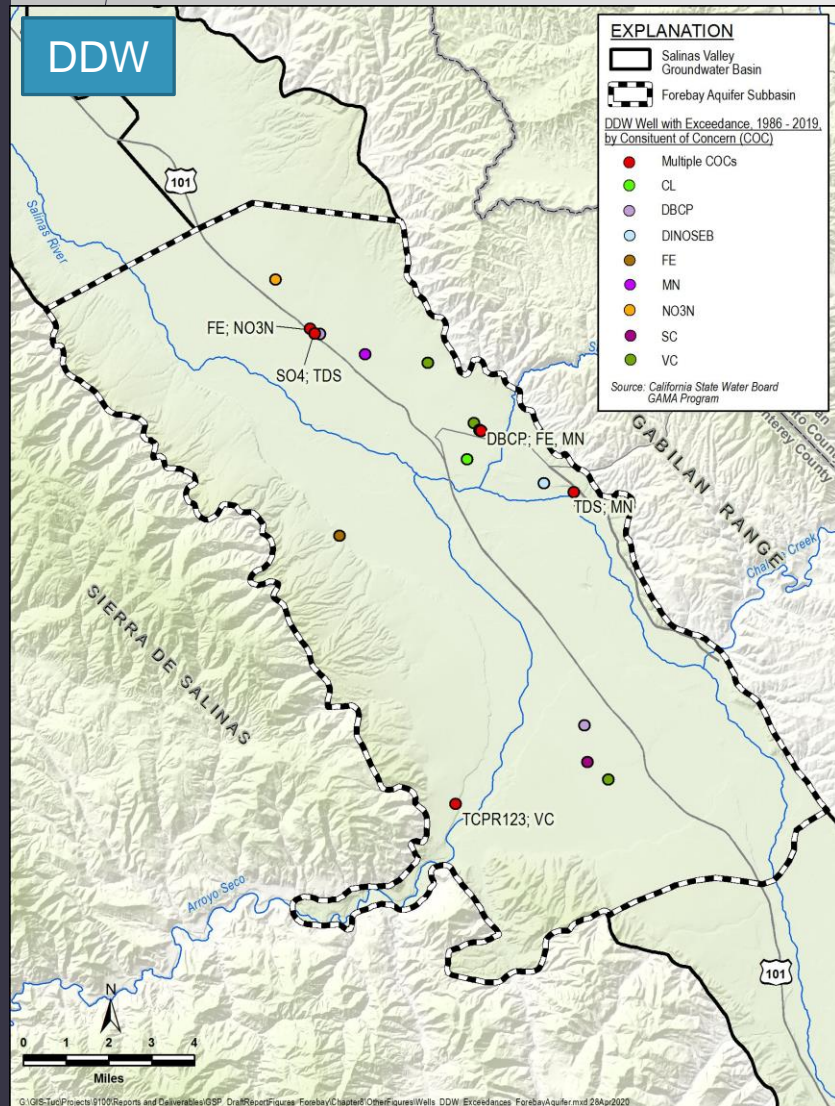 DDW
EXPLANATION
Salinas Valley
Groundwater Basin
Forebay Aquifer Subbasin
DDW Well with Exceedance, 1986 - 2019,
by Consituent of Concern (COC)
Multiple COCs
CL
DBCP
DINOSEB
FE
MN
NO3N
SC
VC
Source: California State Water Board
GAMA Program
101
Salinas River
FE; NO3N
SO4; TDS
DBCP; FE, MN
TDS; MN
GABILAN RANGE
SIERRA DE SALINAS
TCPR123; VC
Arroyo Seco
101
N
0 1 2 3 4
Miles